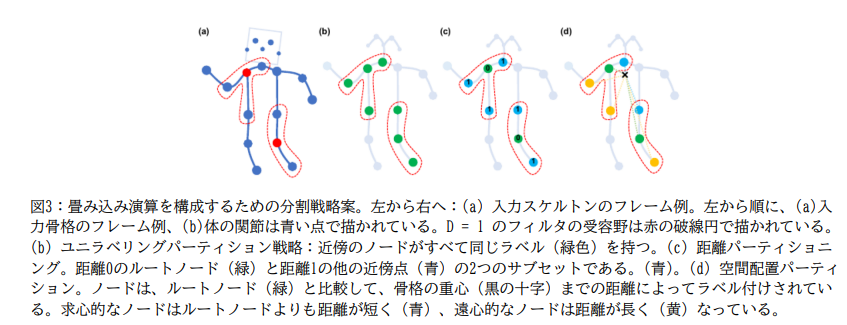 (a)
(b)
(c)
(d)
1
0
1
1
1
0
1
×
図3：畳み込み演算を構成するための分割戦略案。左から右へ：(a) 入力スケルトンのフレーム例。左から順に、(a)入
力骨格のフレーム例、(b)体の関節は青い点で描かれている。D = 1 のフィルタの受容野は赤の破線円で描かれている。
(b) ユニラベリングパーティション戦略：近傍のノードがすべて同じラベル（緑色）を持つ。(c) 距離パーティショニ
ング。距離0のルートノード（緑）と距離1の他の近傍点（青）の2つのサブセットである。（青）。(d) 空間配置パーティ
ション。ノードは、ルートノード（緑）と比較して、骨格の重心（黒の十字）までの距離によってラベル付けされてい
る。求心的なノードはルートノードよりも距離が短く（青）、遠心的なノードは距離が長く（黄）なっている。